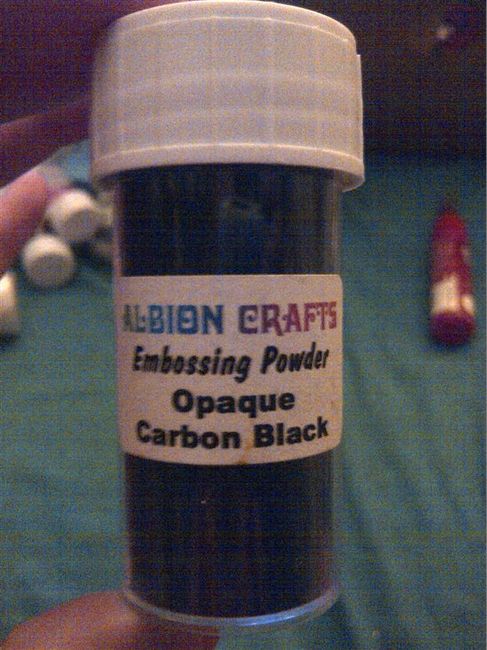 ALBION CRAFTS
Embossing Powder
Opaque
Carbon Black